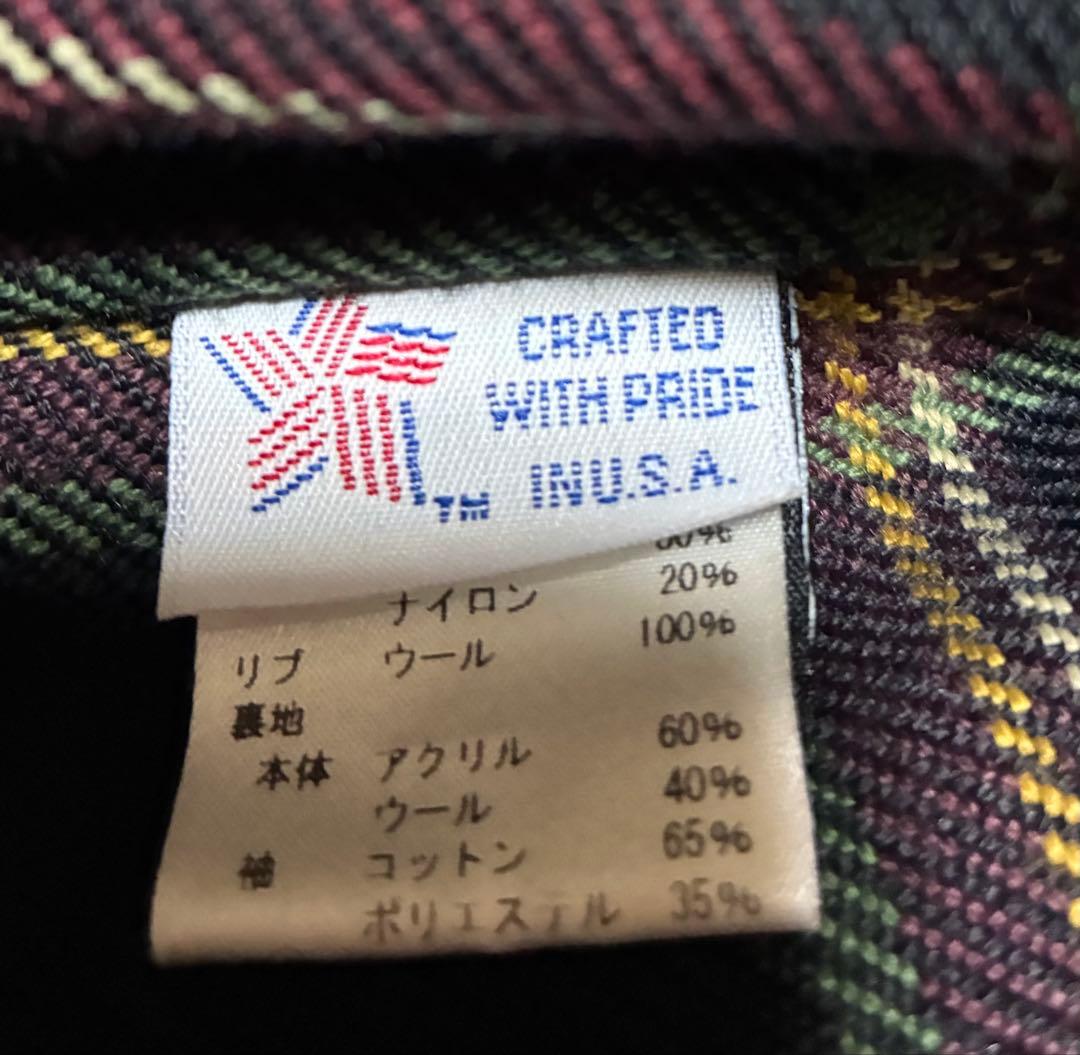 CRAFTED
WITH PRIDE
IN U.S.A.
TM
ナイロン 20%
リブ ウール 100%
裏地
本体 アクリル 60%
ウール 40%
袖 コットン 65%
ポリエステル 35%